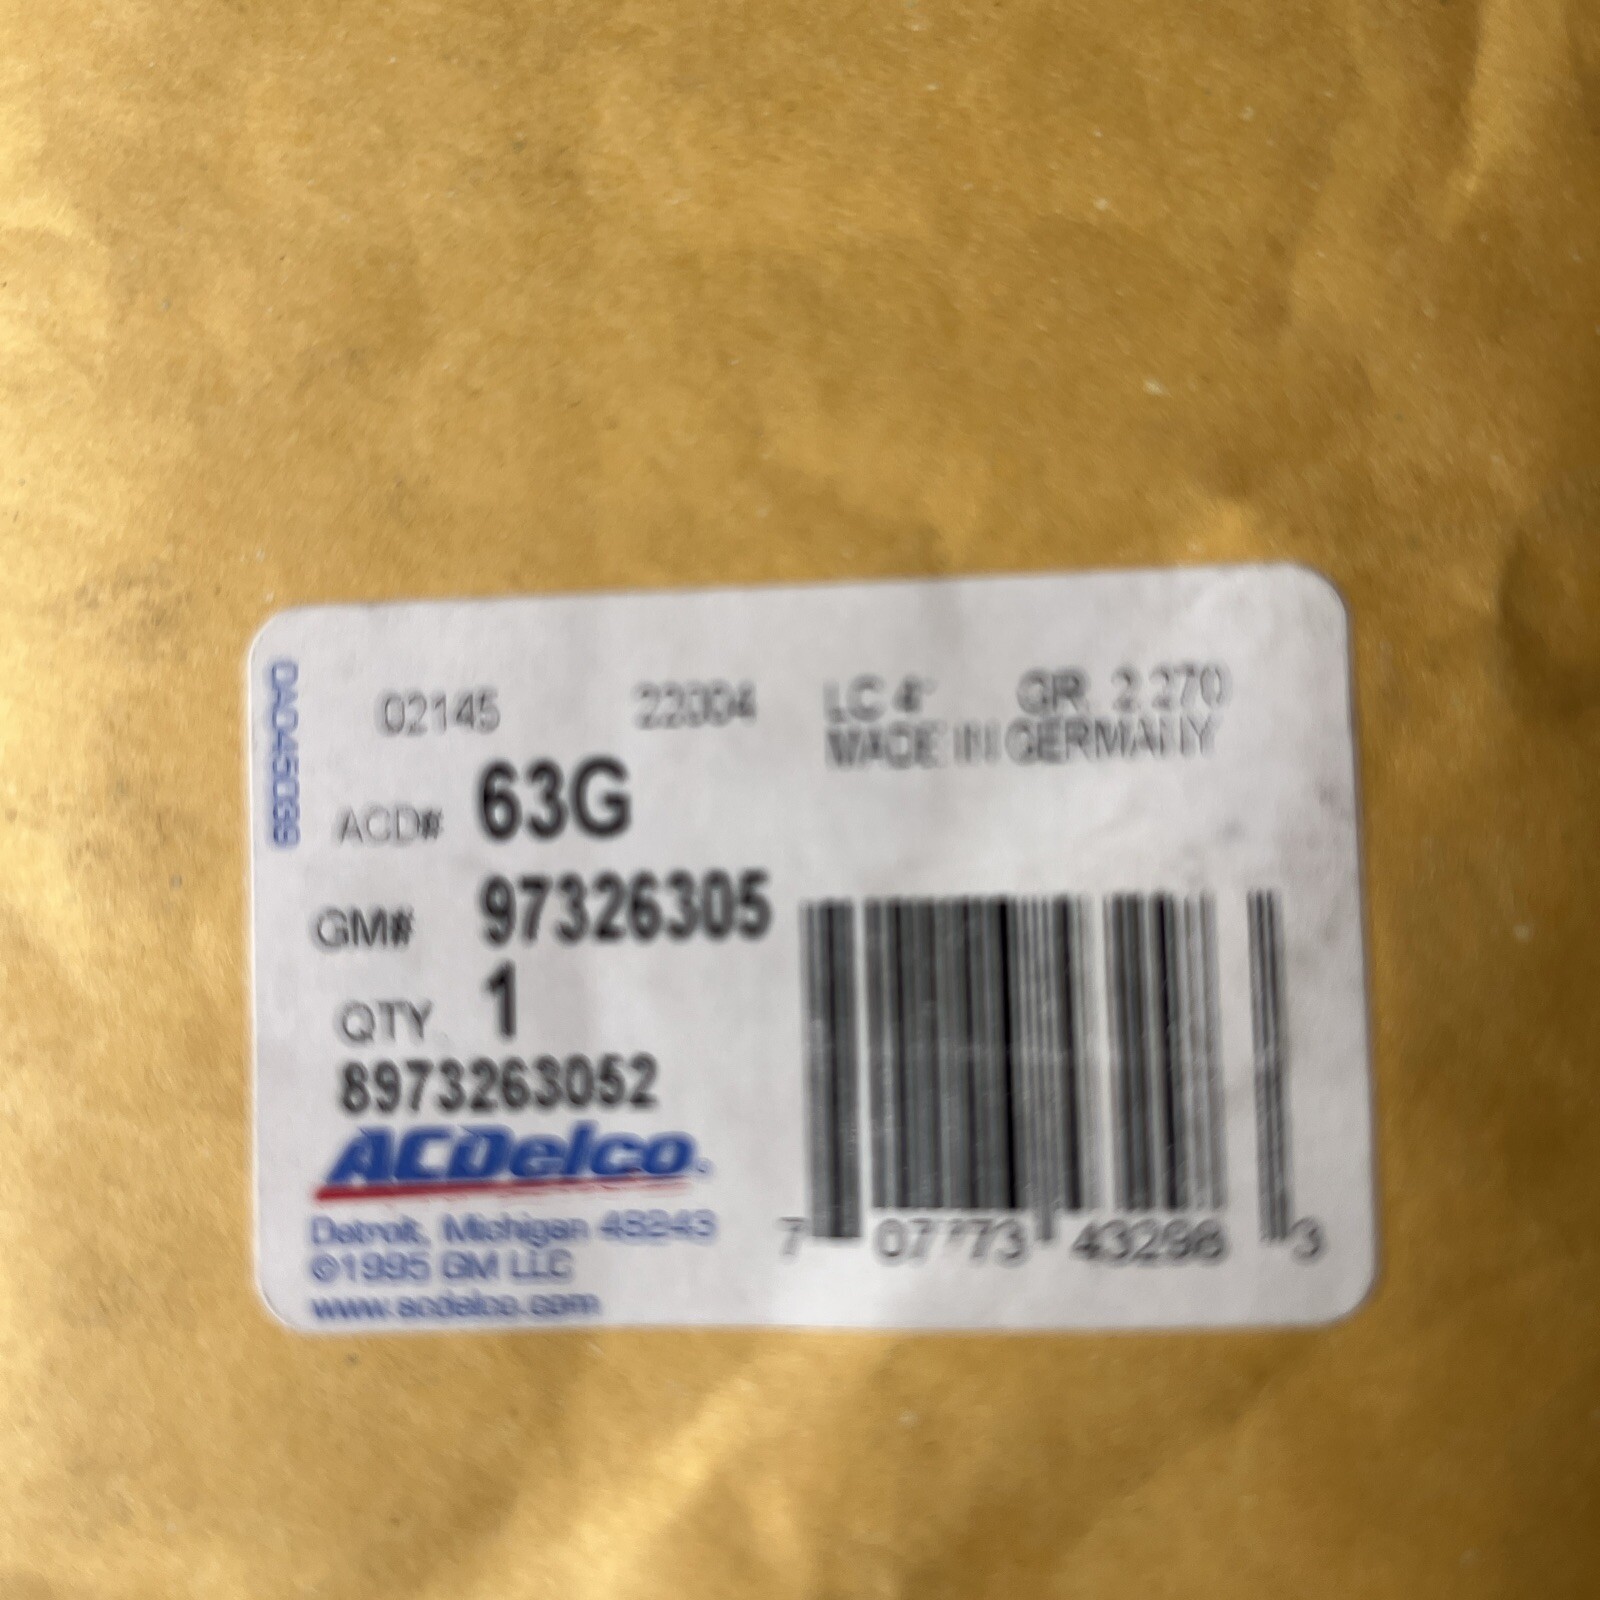 DAD45039
02145 22004 LC 4" GR. 2.270
MADE IN GERMANY
ACD# 63G
GM# 97326305
QTY. 1
8973263052
ACDelco®
Detroit, Michigan 48243
©1995 GM LLC
www.acdelco.com
7 07773 43298 3